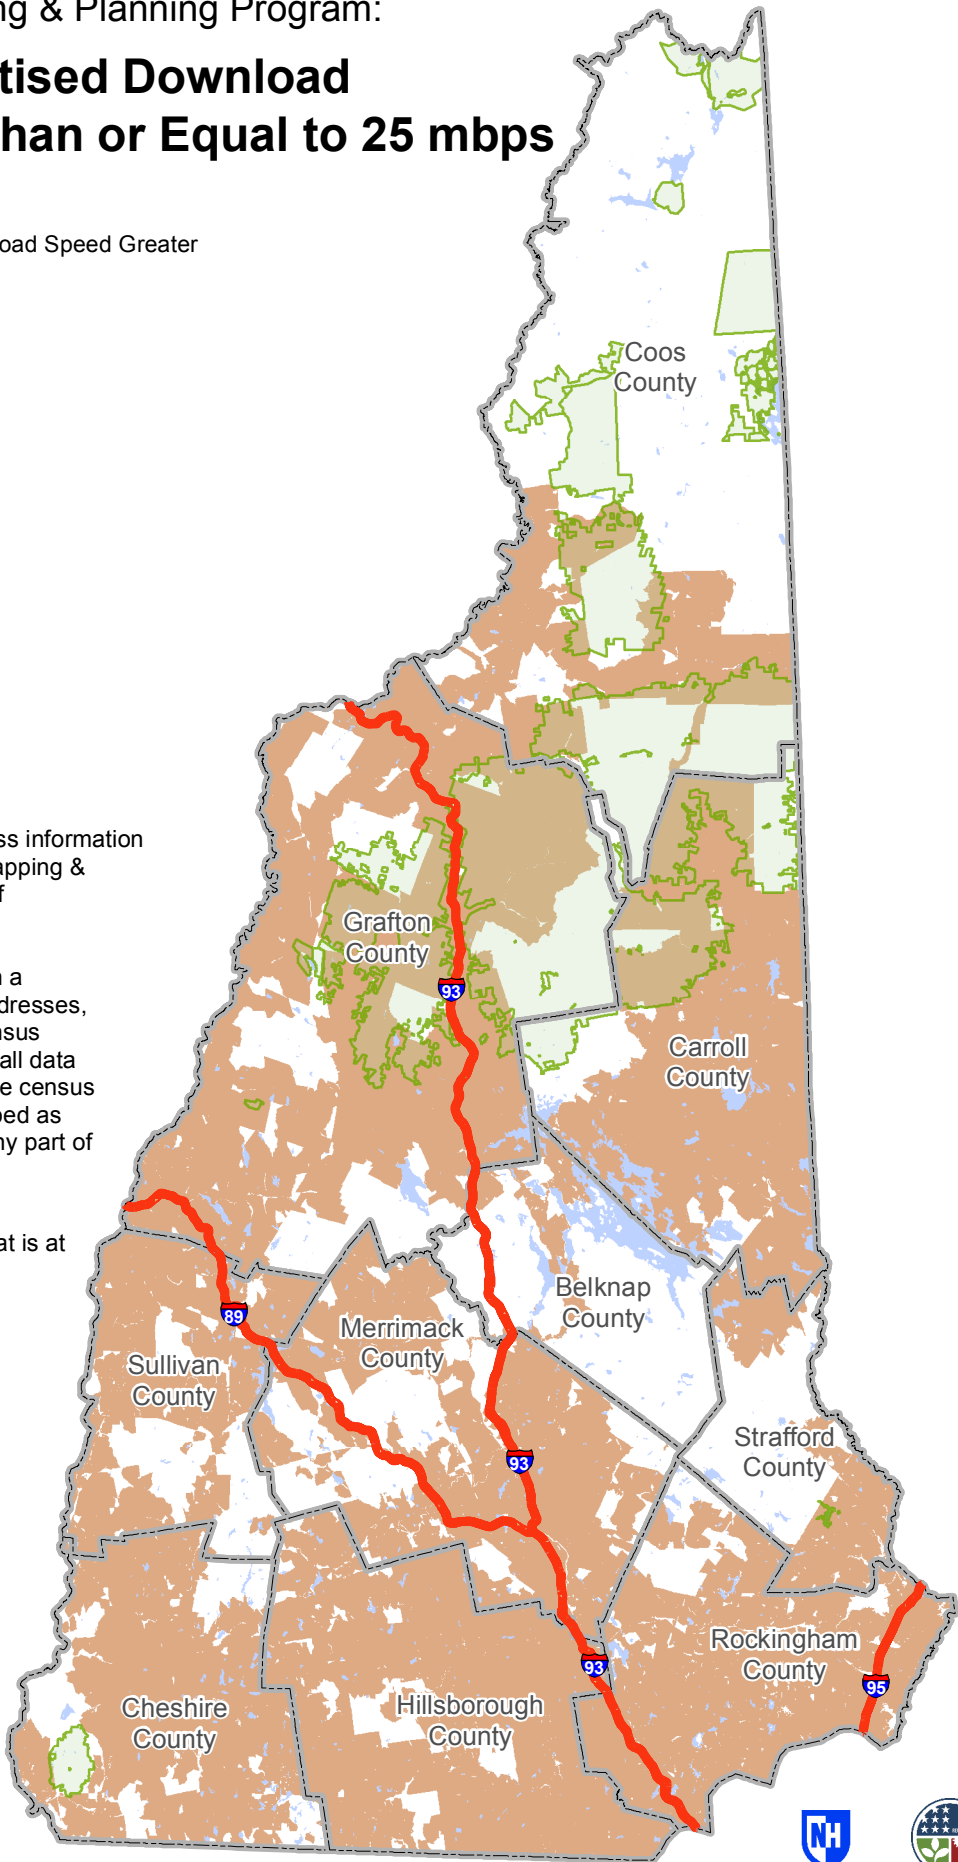 ng & Planning Program:
tised Download
han or Equal to 25 mbps
oad Speed Greater
Coos
County
ss information
apping &
f
Grafton
County
n a
dresses,
nsus
all data
e census
bed as
ny part of
93
Carroll
County
at is at
Belknap
County
89
Merrimack
County
Sullivan
County
Strafford
County
93
Rockingham
County
93
95
Cheshire
County
Hillsborough
County
NH